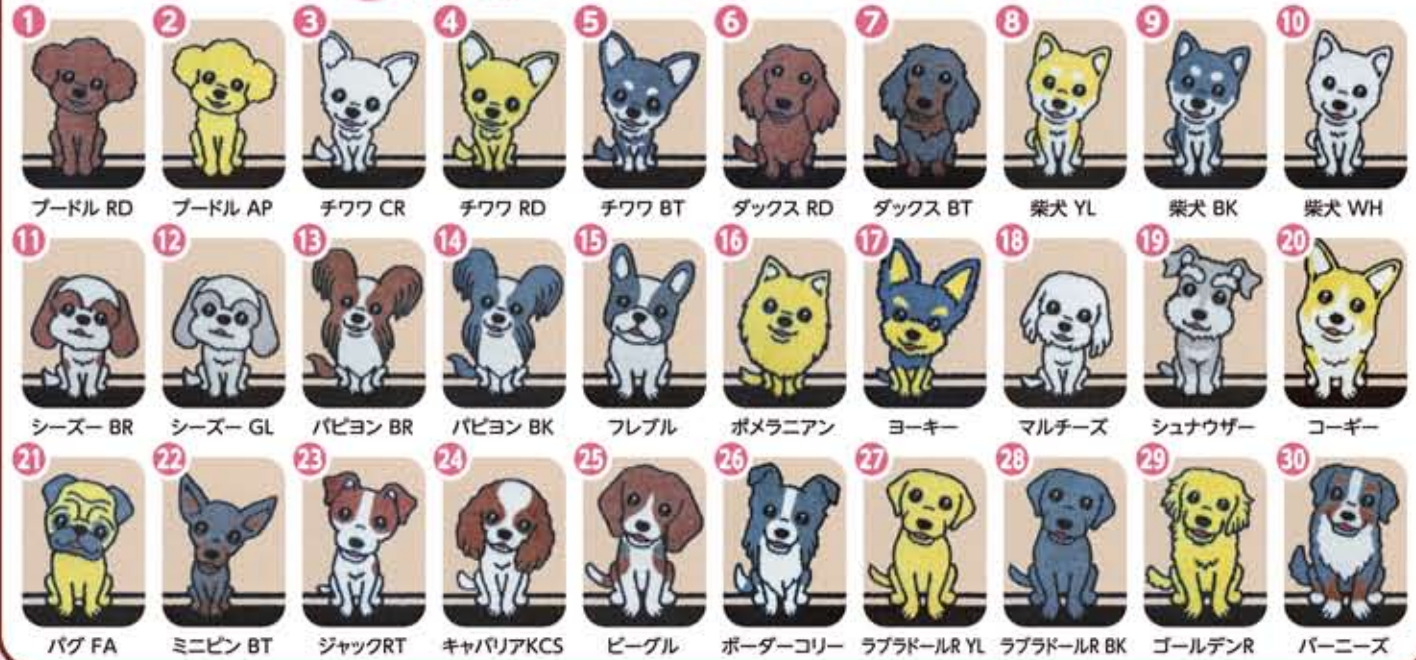 1 2 3 4 5 6 7 8 9 10
プードル RD プードル AP チワワ CR チワワ RD チワワ BT ダックス RD ダックス BT 柴犬 YL 柴犬 BK 柴犬 WH
11 12 13 14 15 16 17 18 19 20
シーズー BR シーズー GL パピヨン BR パピヨン BK フレブル ポメラニアン ヨーキー マルチーズ シュナウザー コーギー
21 22 23 24 25 26 27 28 29 30
パグ FA ミニピン BT ジャックRT キャバリアKCS ビーグル ボーダーコリー ラブラドールR YL ラブラドールR BK ゴールデンR バーニーズ